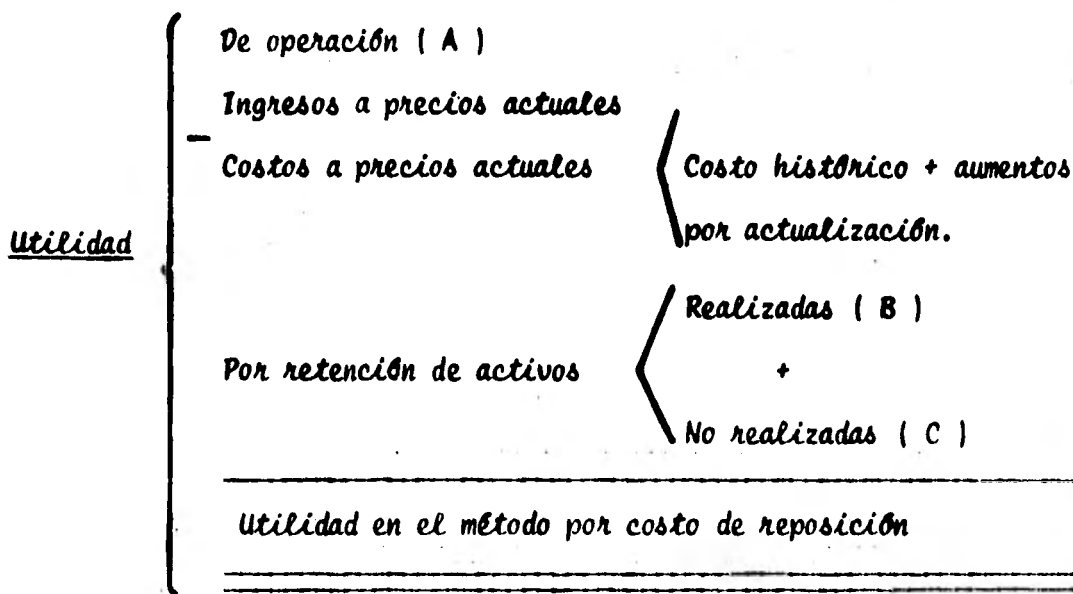 De operación ( A )
Ingresos a precios actuales
- Costos a precios actuales
Costo histórico + aumentos
por actualización.
Utilidad
Realizadas ( B )
Por retención de activos
+
No realizadas ( C )
Utilidad en el método por costo de reposición